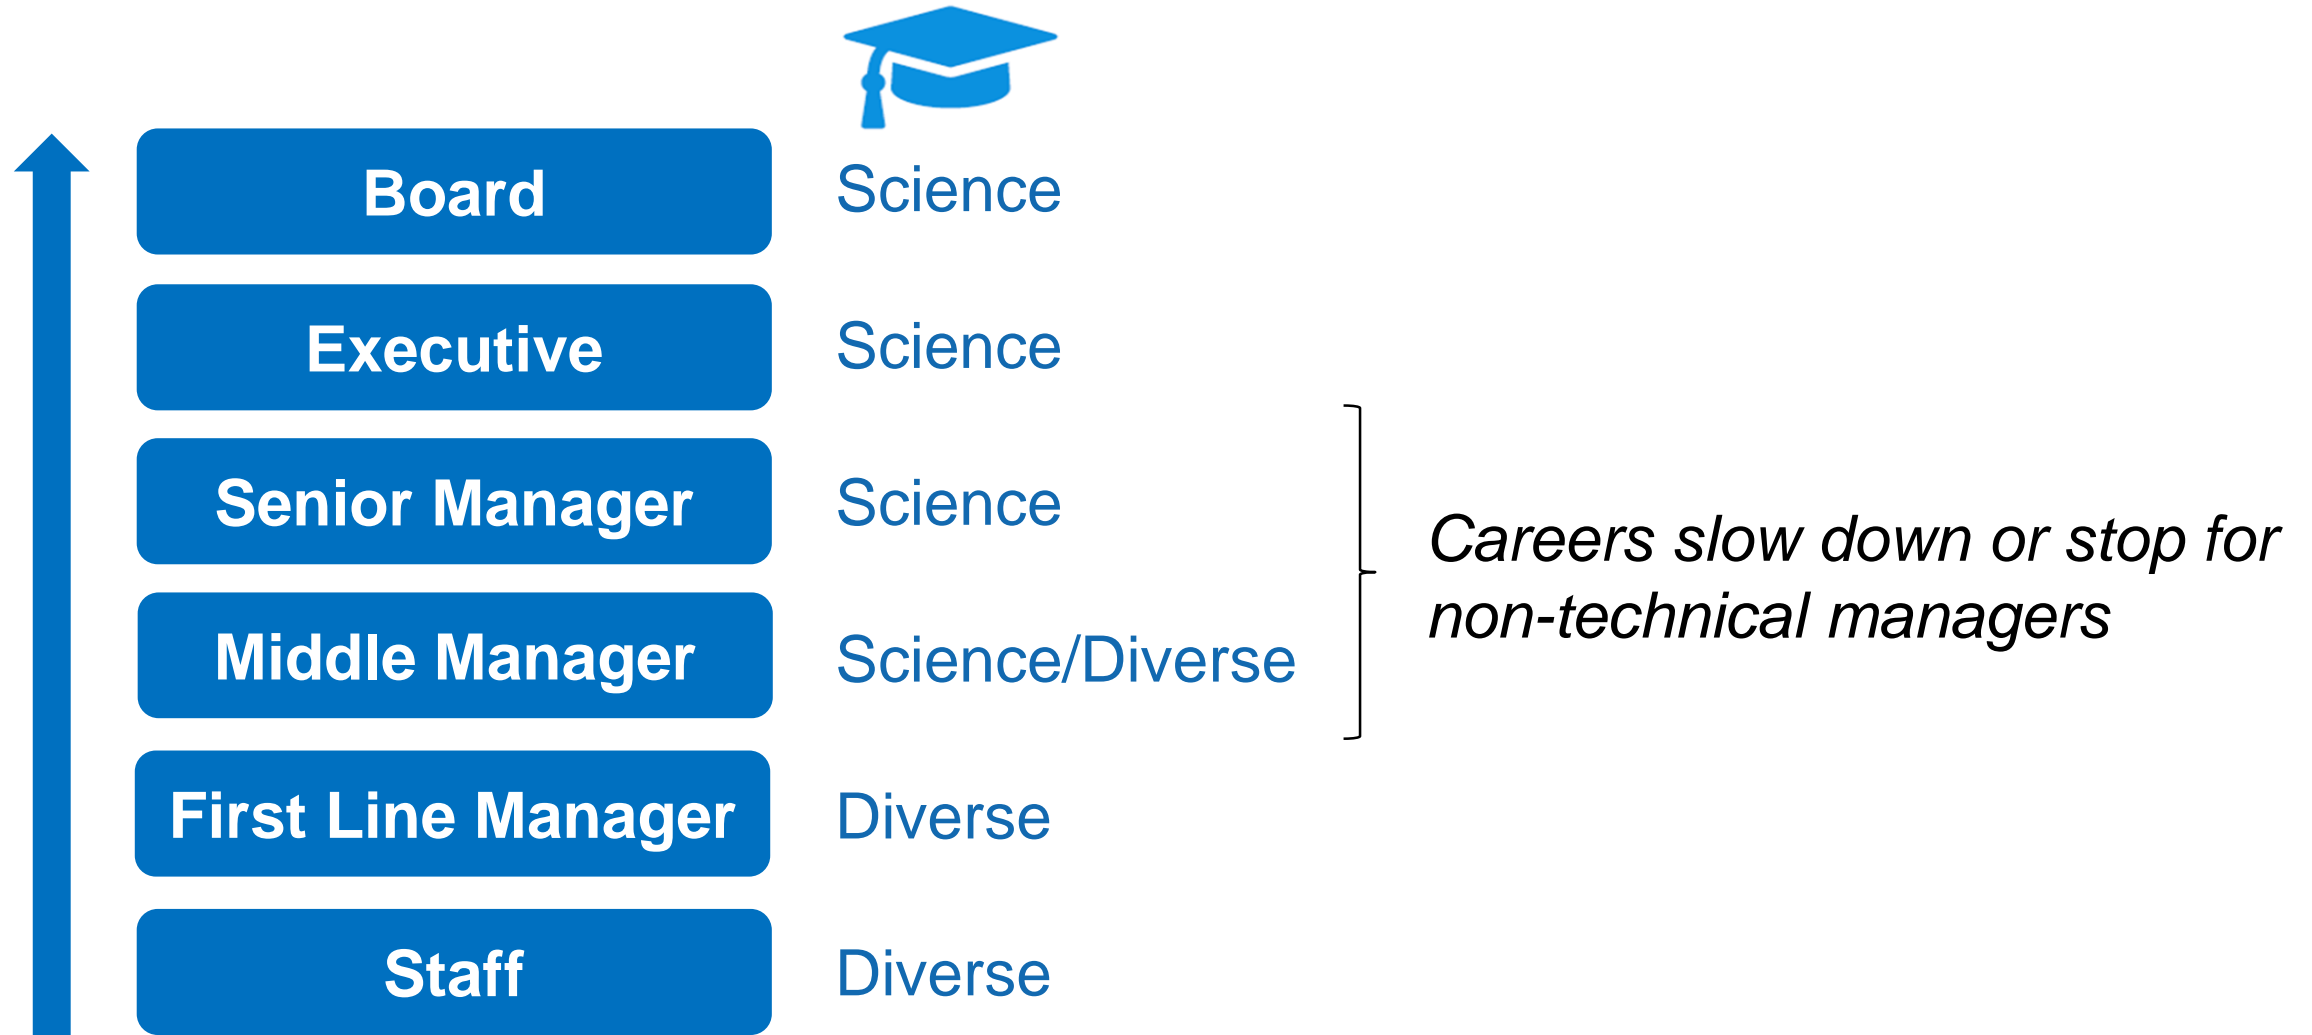 Board
Science
Executive
Science
Senior Manager
Science
Middle Manager
Science/Diverse
Careers slow down or stop for
non-technical managers
First Line Manager
Diverse
Staff
Diverse